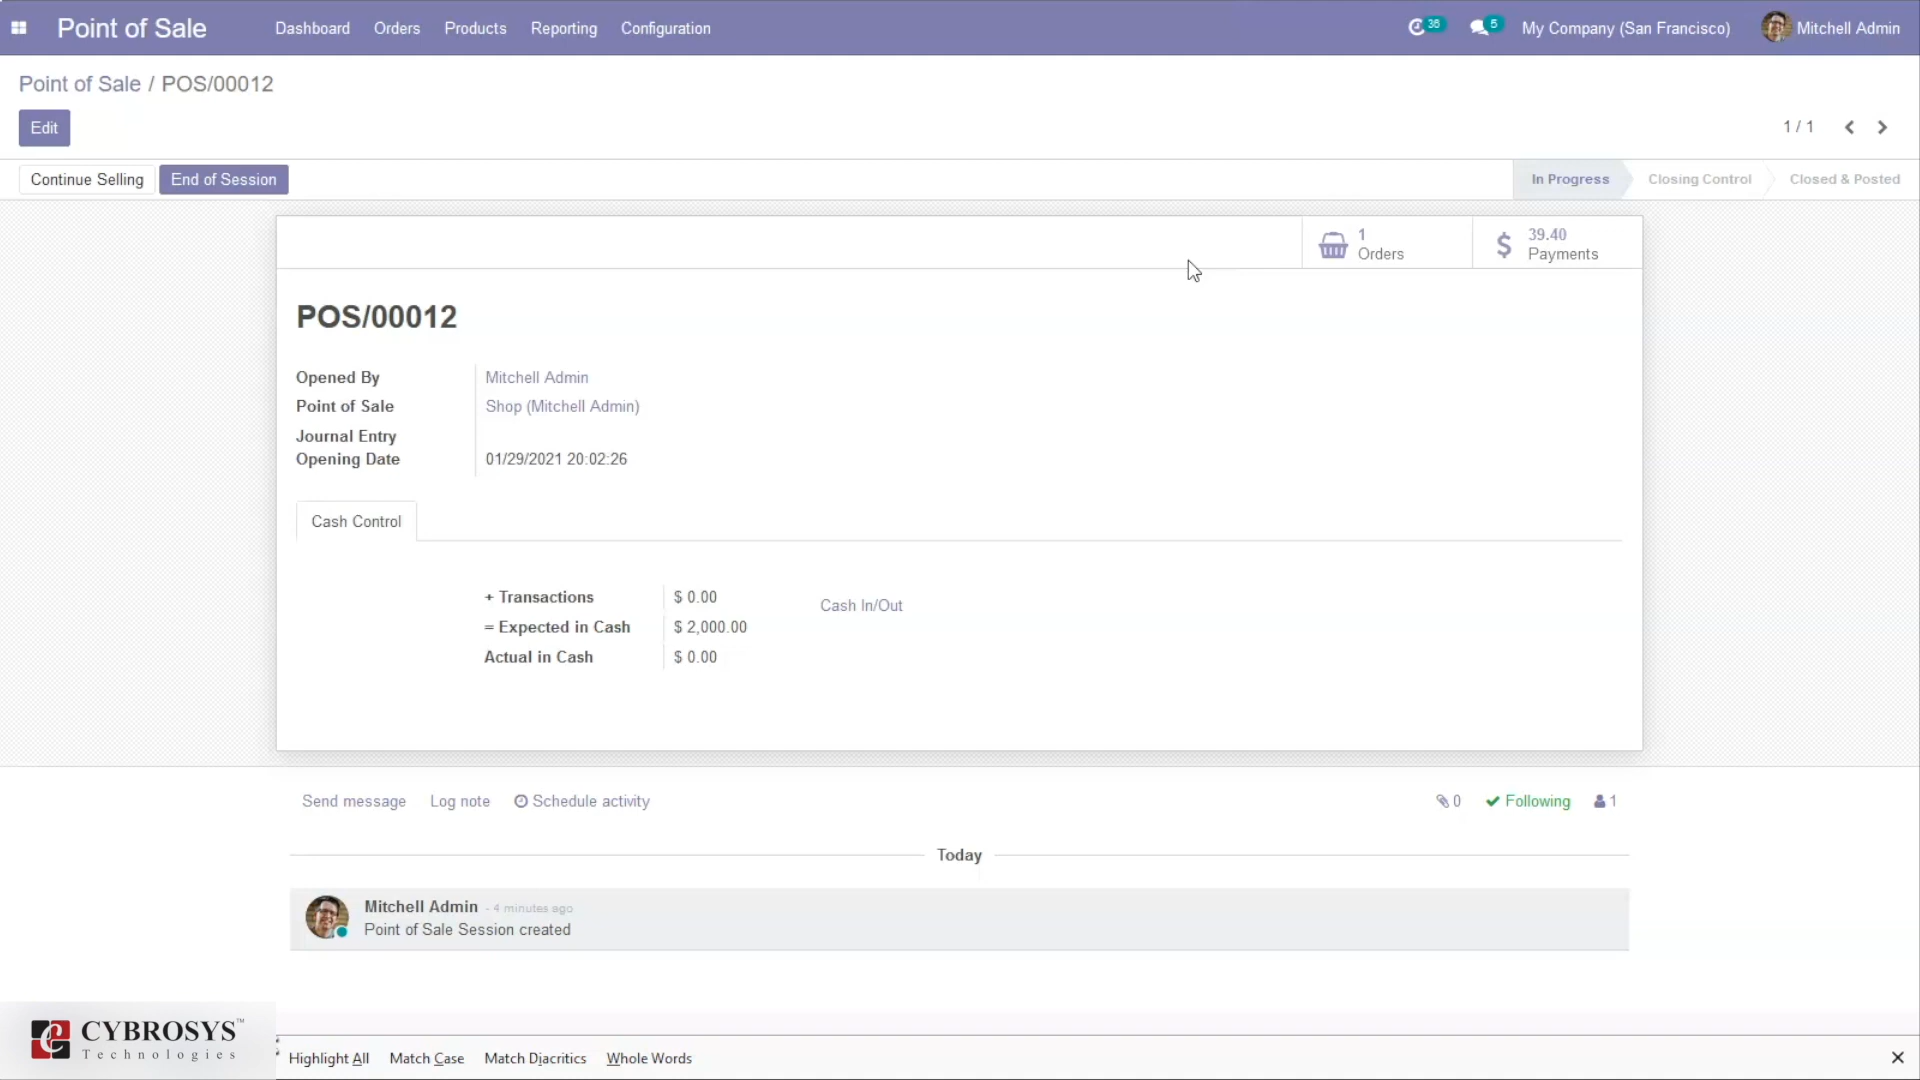 Point of Sale Dashboard Orders Products Reporting Configuration 36 5 My Company (San Francisco) Mitchell Admin
Point of Sale / POS/00012
Edit 1 / 1
Continue Selling End of Session In Progress Closing Control Closed & Posted
1 Orders
$ 39.40 Payments
POS/00012
Opened By Mitchell Admin
Point of Sale Shop (Mitchell Admin)
Journal Entry
Opening Date 01/29/2021 20:02:26
Cash Control
+ Transactions $ 0.00 Cash In/Out
= Expected in Cash $ 2,000.00
Actual in Cash $ 0.00
Send message Log note Schedule activity 0 Following 1
Today
Mitchell Admin - 4 minutes ago
Point of Sale Session created
CYBROSYS™
Technologies
Highlight All Match Case Match Diacritics Whole Words